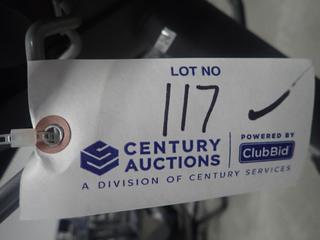 LOT NO
117
CENTURY
AUCTIONS
POWERED BY
ClubBid
A DIVISION OF CENTURY SERVICES